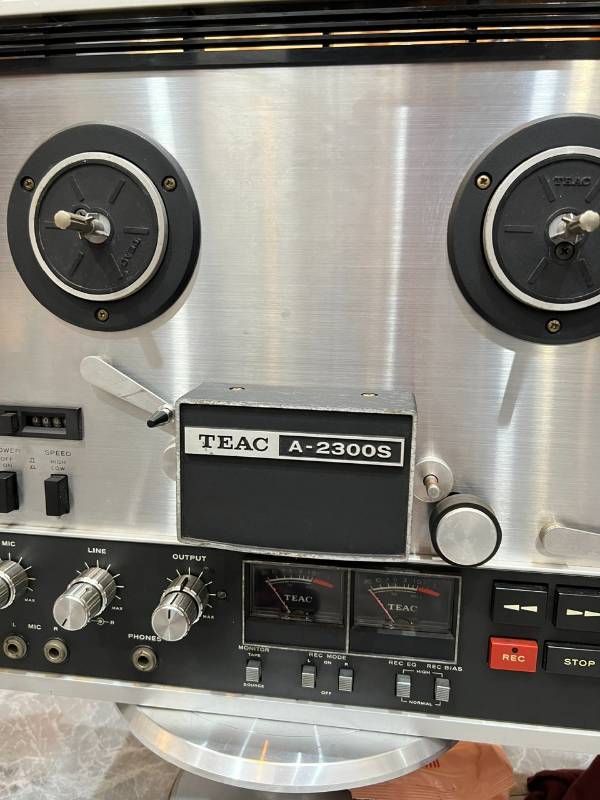 TEAC
TEAC
TEAC A-2300S
POWER
OFF
ON
SPEED
HIGH
LOW
MIC
LINE
OUTPUT
MAX
MAX
MAX
R
L MIC R
PHONES
TEAC
TEAC
MONITOR
TAPE
SOURCE
REC MODE
L ON R
OFF
REC EQ
REC BIAS
HIGH
NORMAL
REC
STOP